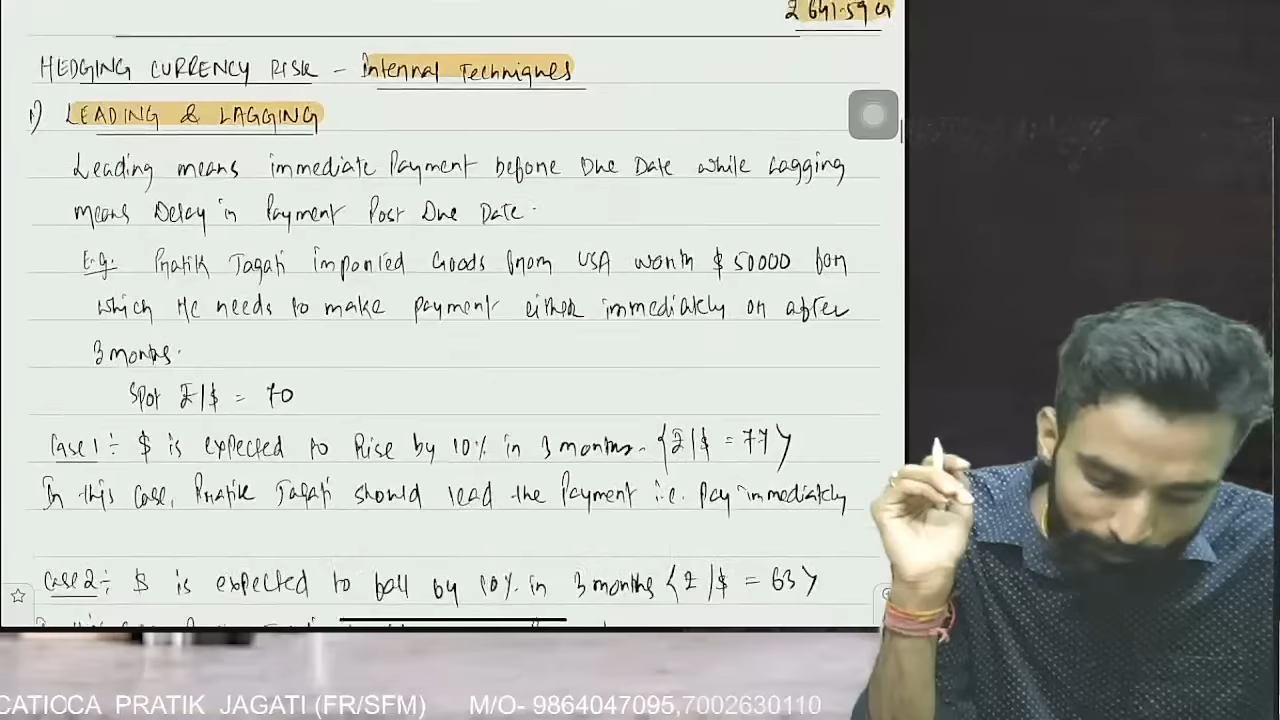 ₹ 641.59 cr
HEDGING CURRENCY RISK – Internal Techniques
1) LEADING & LAGGING
Leading means immediate Payment before Due Date while Lagging
means Delay in Payment Post Due Date.
E.g. Pratik Jagati imported Goods from USA worth $ 50000 for
which He needs to make payment either immediately or after
3 months.
Spot ₹/$ = 70
Case 1 :- $ is expected to Rise by 10% in 3 months. {₹/$ = 77}
In this case, Pratik Jagati should lead the Payment i.e. Pay immediately
Case 2 :- $ is expected to fall by 10% in 3 months {₹/$ = 63}
CATICCA PRATIK JAGATI (FR/SFM) M/O- 9864047095,7002630110